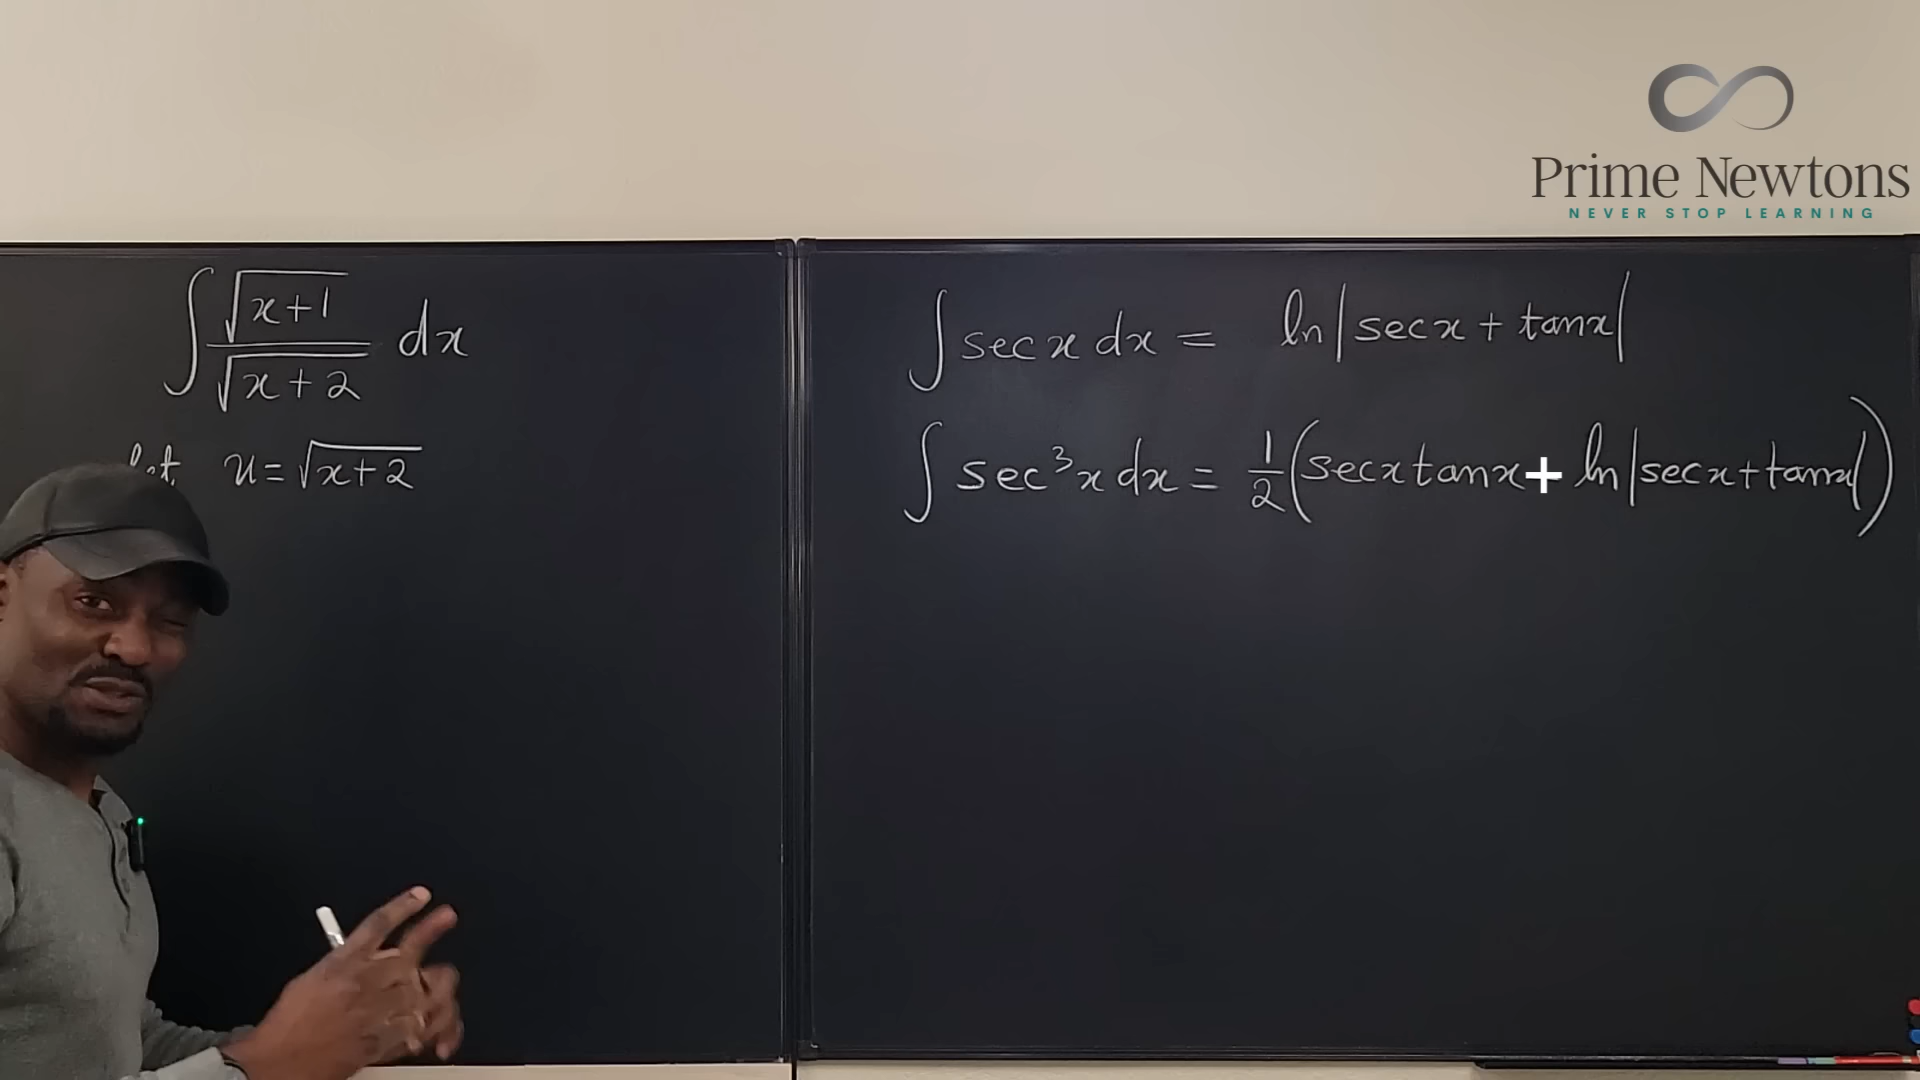 Prime Newtons
NEVER STOP LEARNING
∫ √(x+1) / √(x+2) dx
let u = √(x+2)
∫ sec x dx = ln|sec x + tan x|
∫ sec³x dx = 1/2 (sec x tan x + ln|sec x + tan x|)